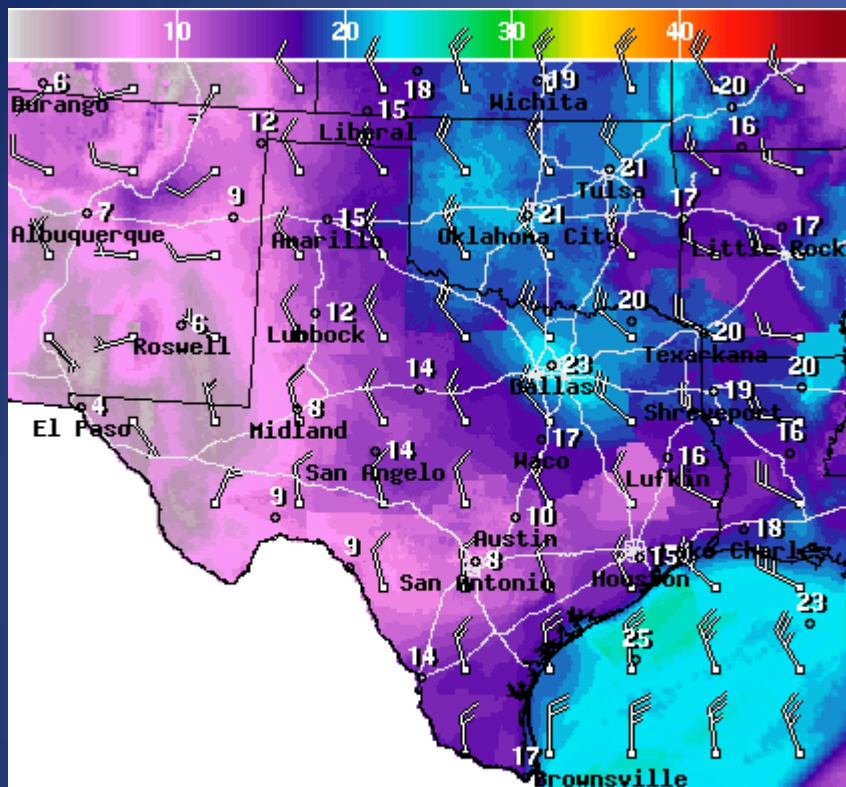 10 20 30 40
6 18 19 20
Durango Wichita
15
Liberal
12 16
21
Tulsa
7 9 15 21 17 17
Albuquerque Amarillo Oklahoma City Little Rock
6 12 20 20
Roswell Lubbock Texarkana
14 23 19 20
Dallas
4 8 Shreveport
El Paso Midland
14 17 16 16
San Angelo Waco Lufkin
9 10 18
Austin Lake Charles
9 8 15
San Antonio Houston
23
25
14
17
Brownsville